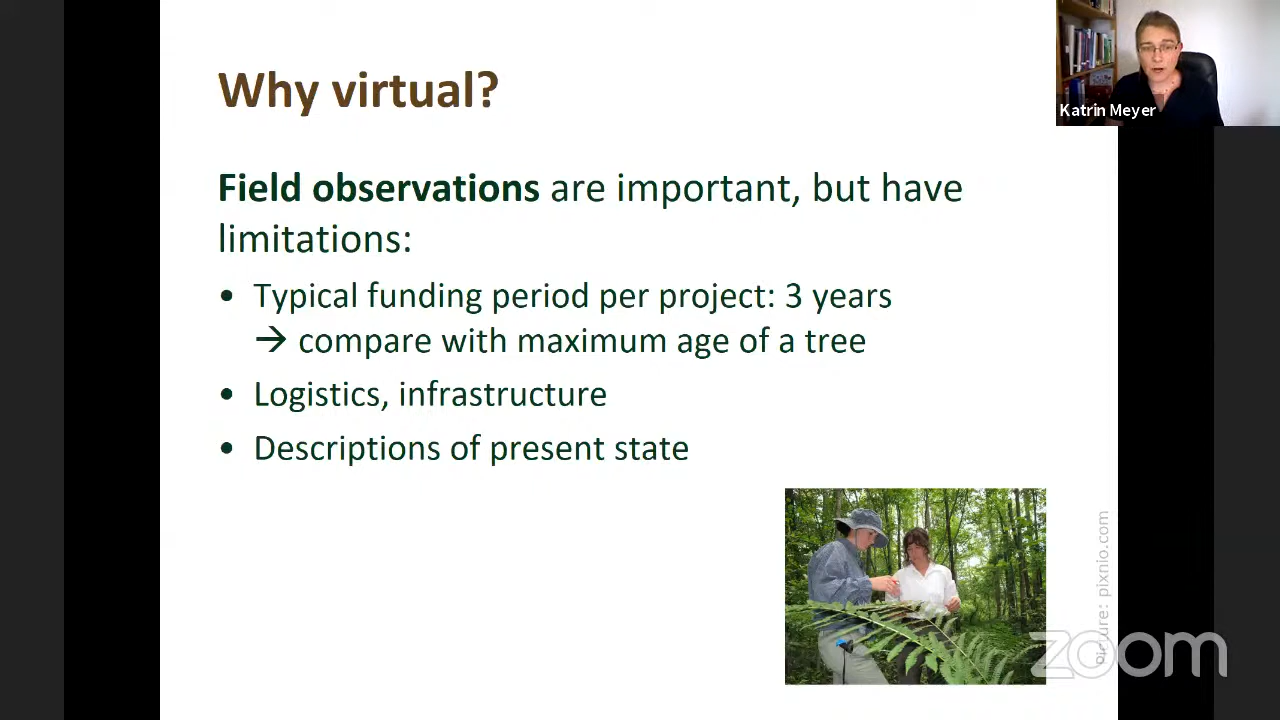 Why virtual?
Katrin Meyer
Field observations are important, but have
limitations:
• Typical funding period per project: 3 years
→ compare with maximum age of a tree
• Logistics, infrastructure
• Descriptions of present state
Picture: pixnio.com
zoom